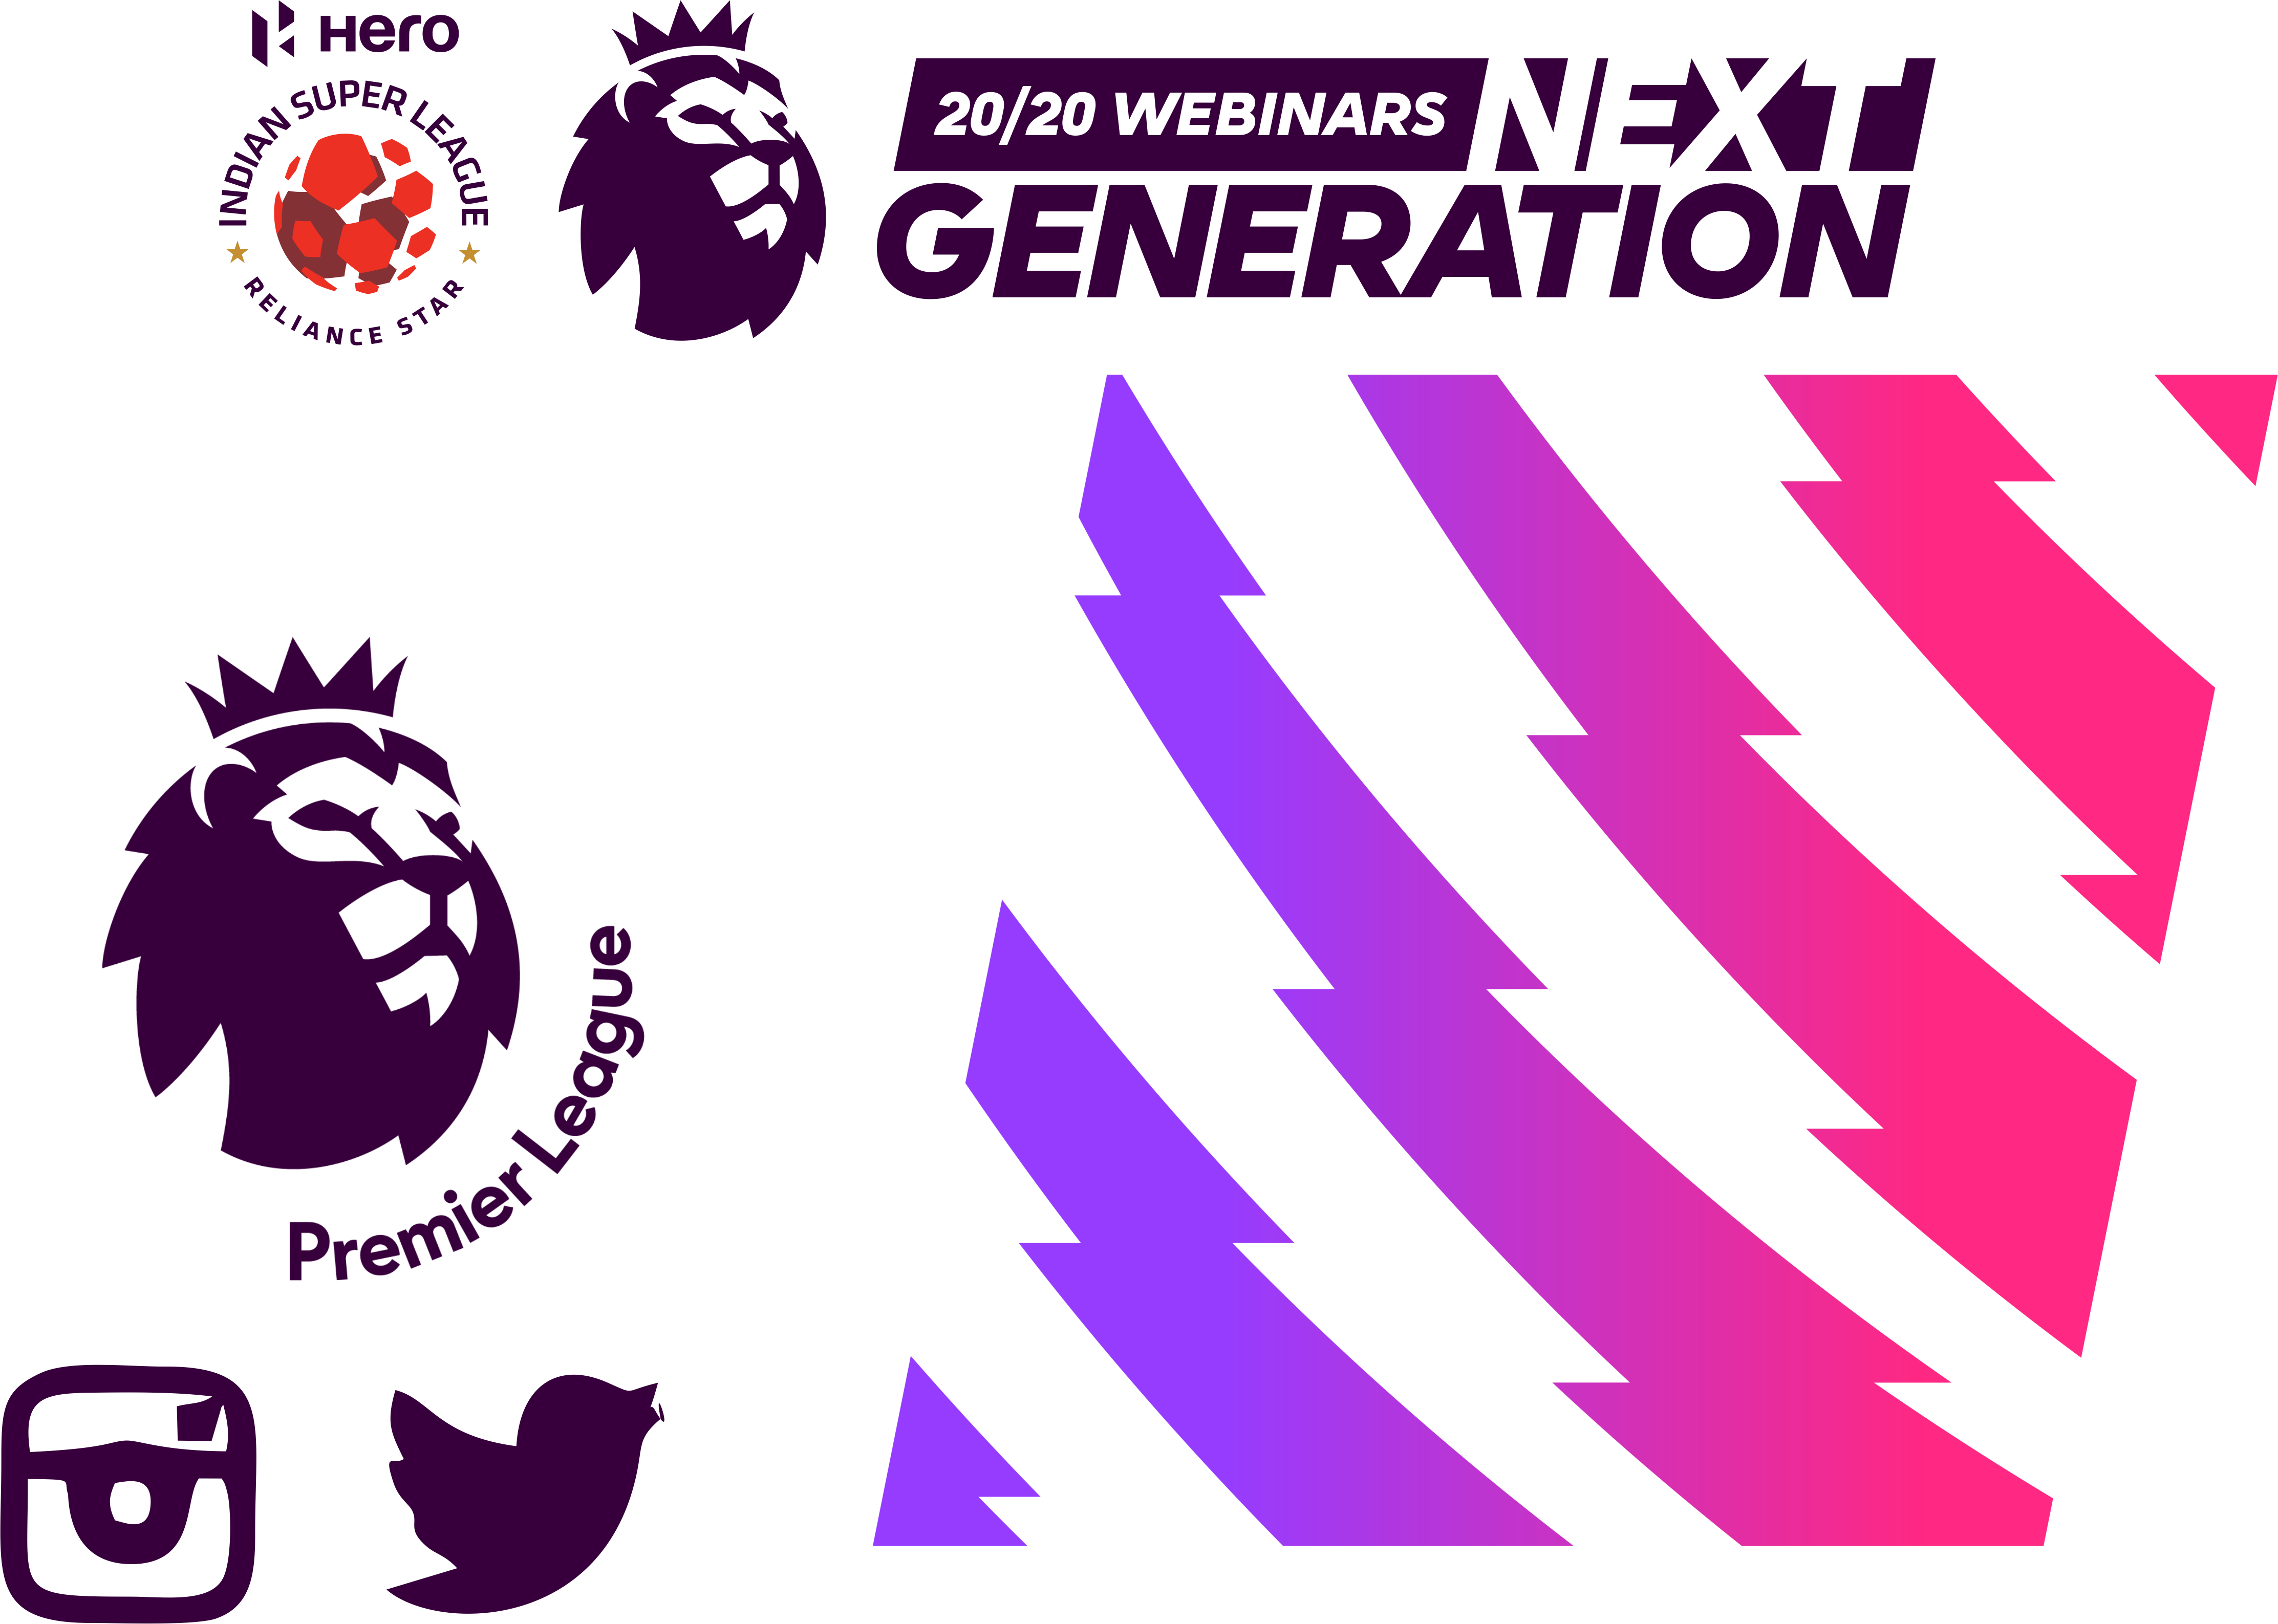 Hero
INDIAN SUPER LEAGUE
RELIANCE STAR
20/20 WEBINARS NEXT
GENERATION
Premier League